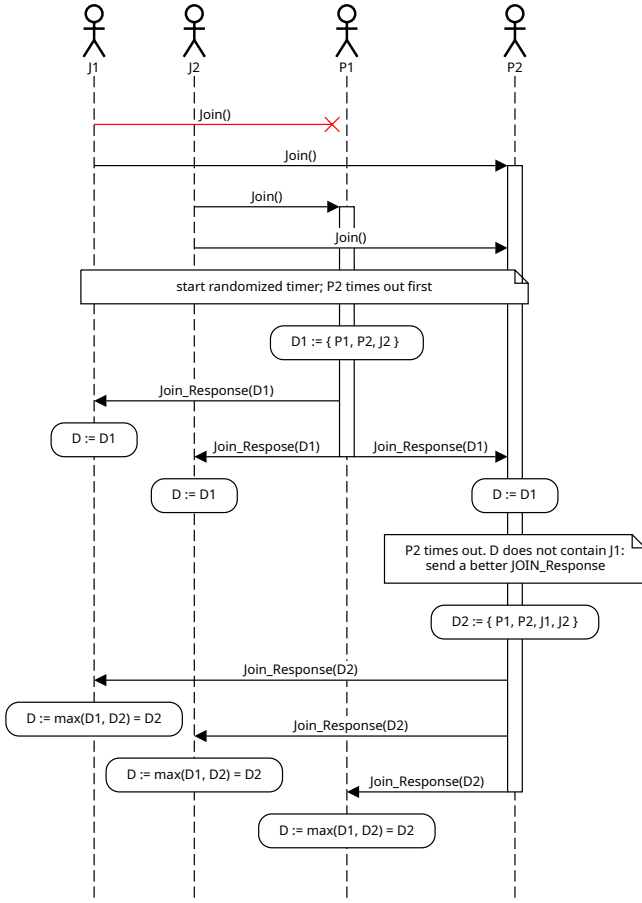 J1
J2
P1
P2
Join()
Join()
Join()
Join()
start randomized timer; P2 times out first
D1 := { P1, P2, J2 }
Join_Response(D1)
D := D1
Join_Respose(D1)
Join_Response(D1)
D := D1
D := D1
P2 times out. D does not contain J1:
send a better JOIN_Response
D2 := { P1, P2, J1, J2 }
Join_Response(D2)
D := max(D1, D2) = D2
Join_Response(D2)
D := max(D1, D2) = D2
Join_Response(D2)
D := max(D1, D2) = D2